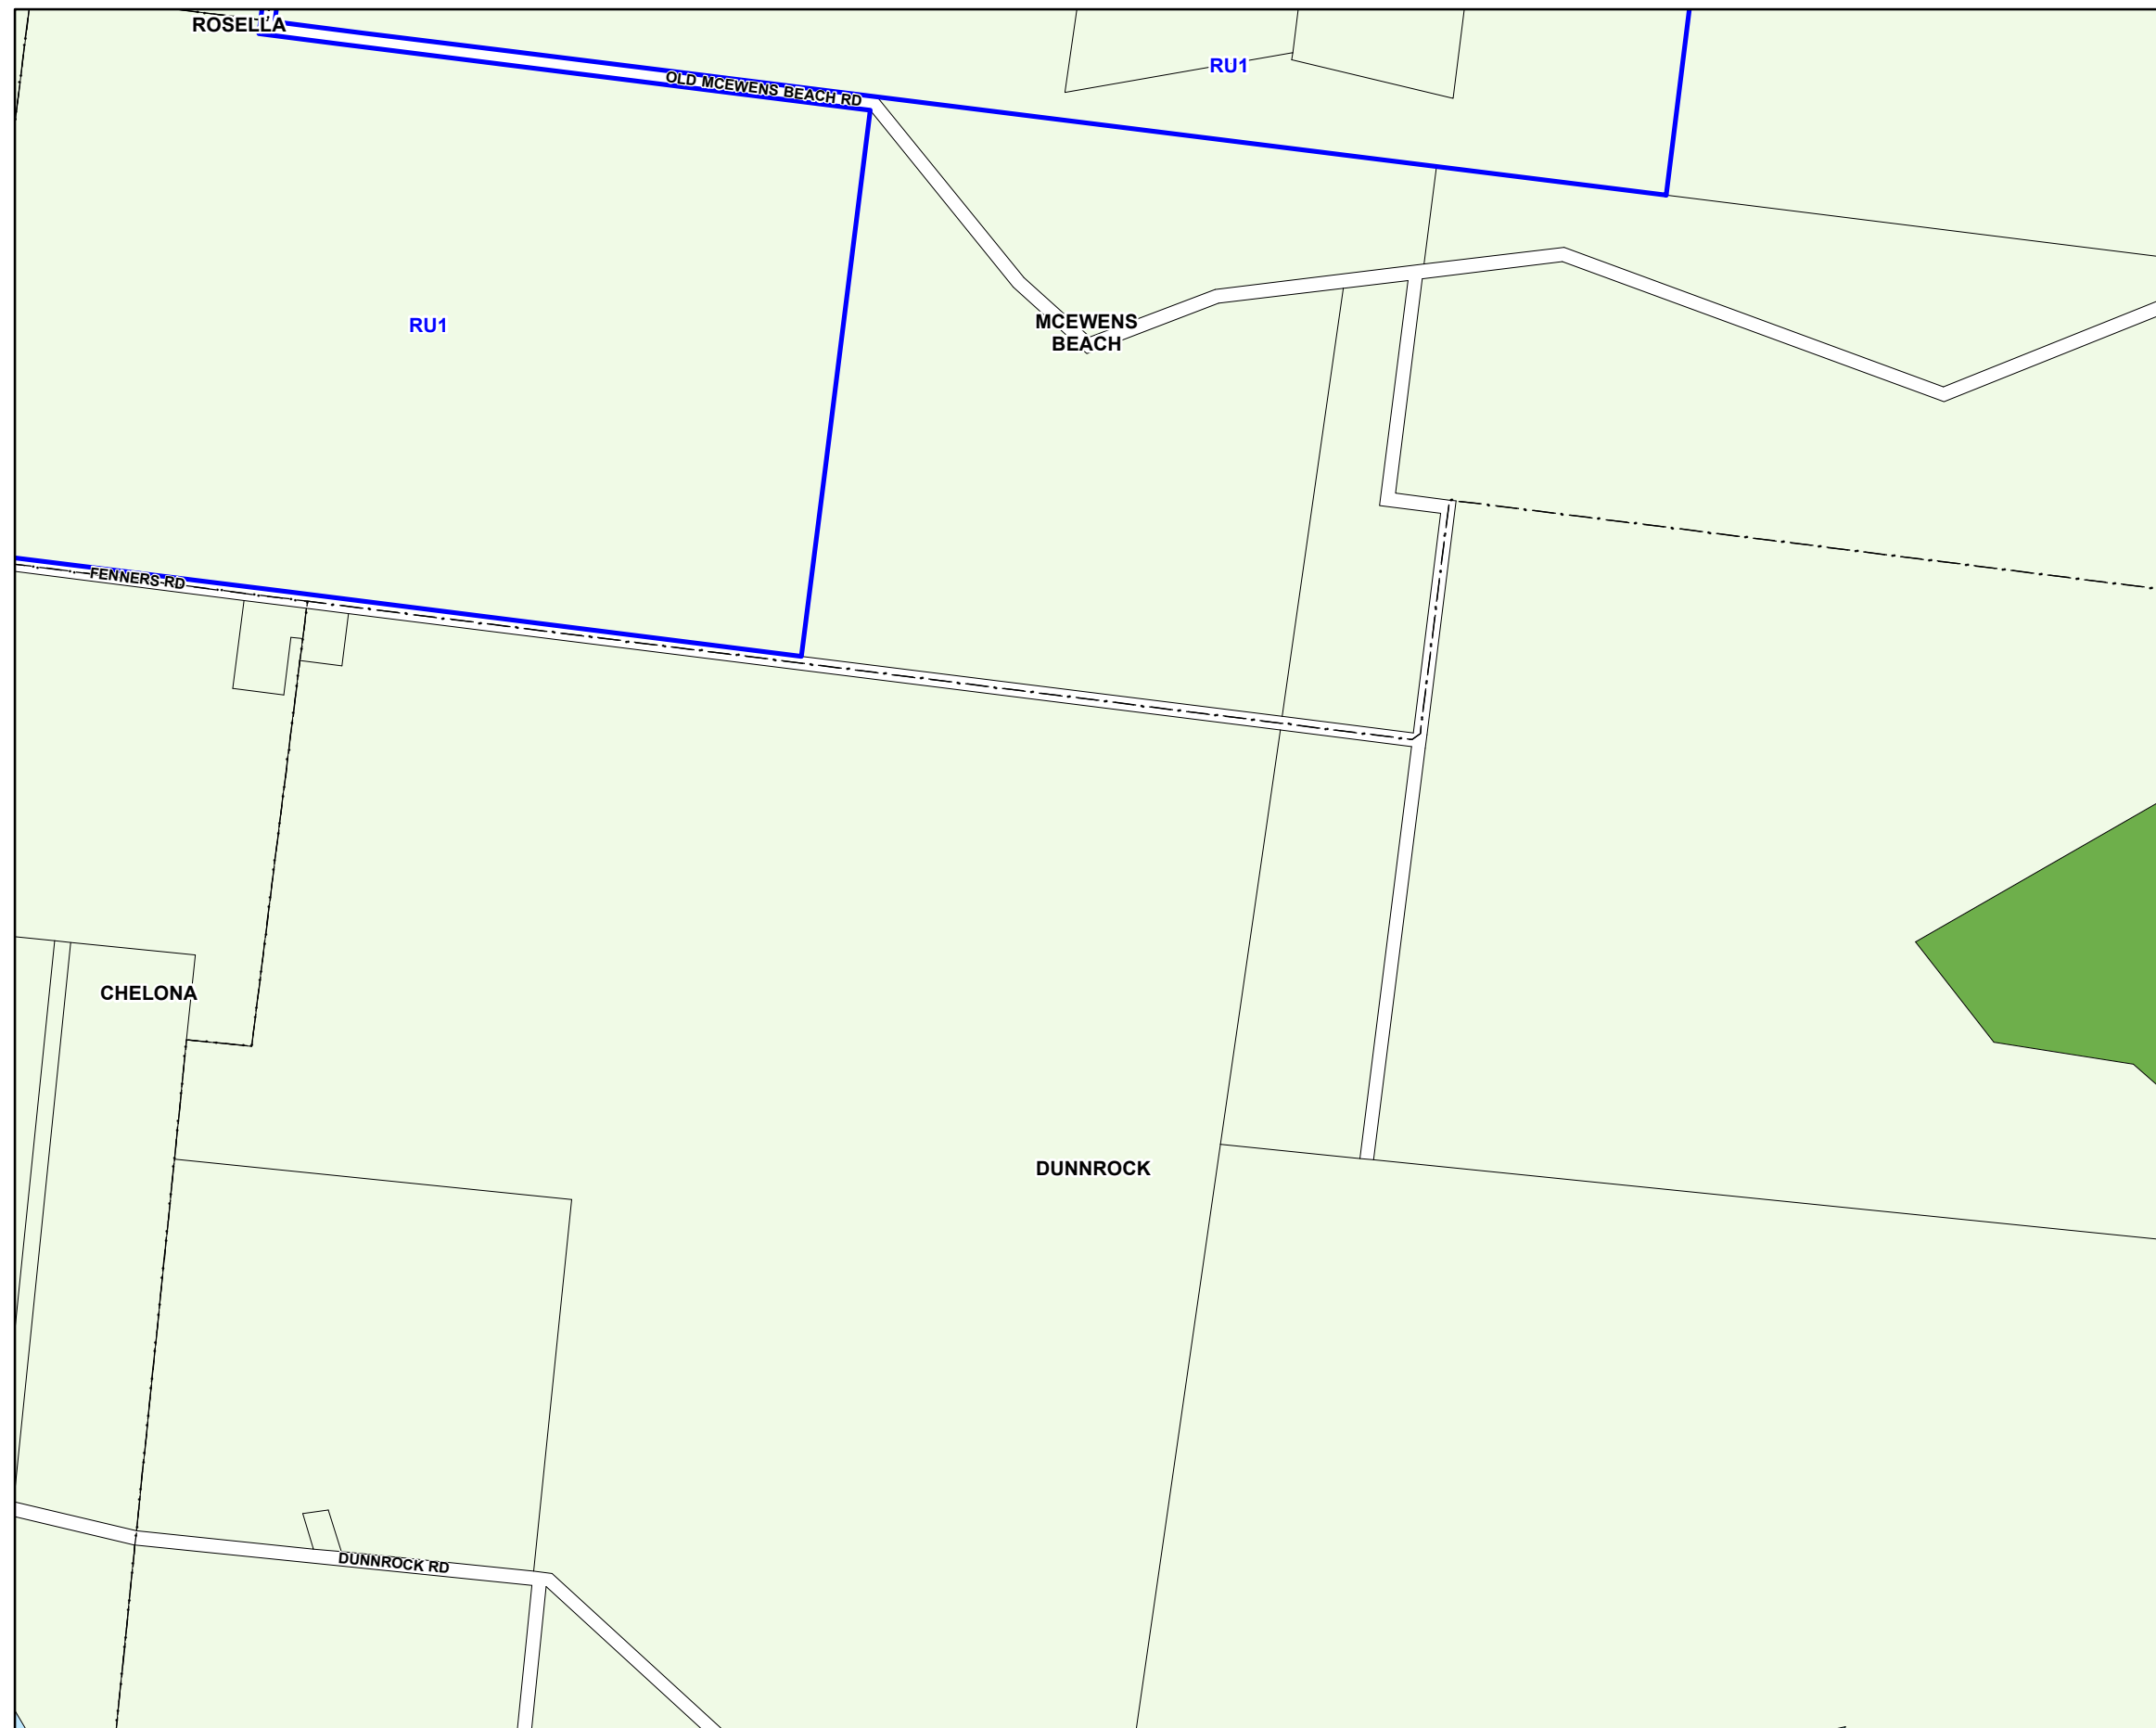 ROSELLA
RU1
OLD MCEWENS BEACH RD
RU1
MCEWENS
BEACH
FENNERS RD
CHELONA
DUNNROCK
DUNNROCK RD